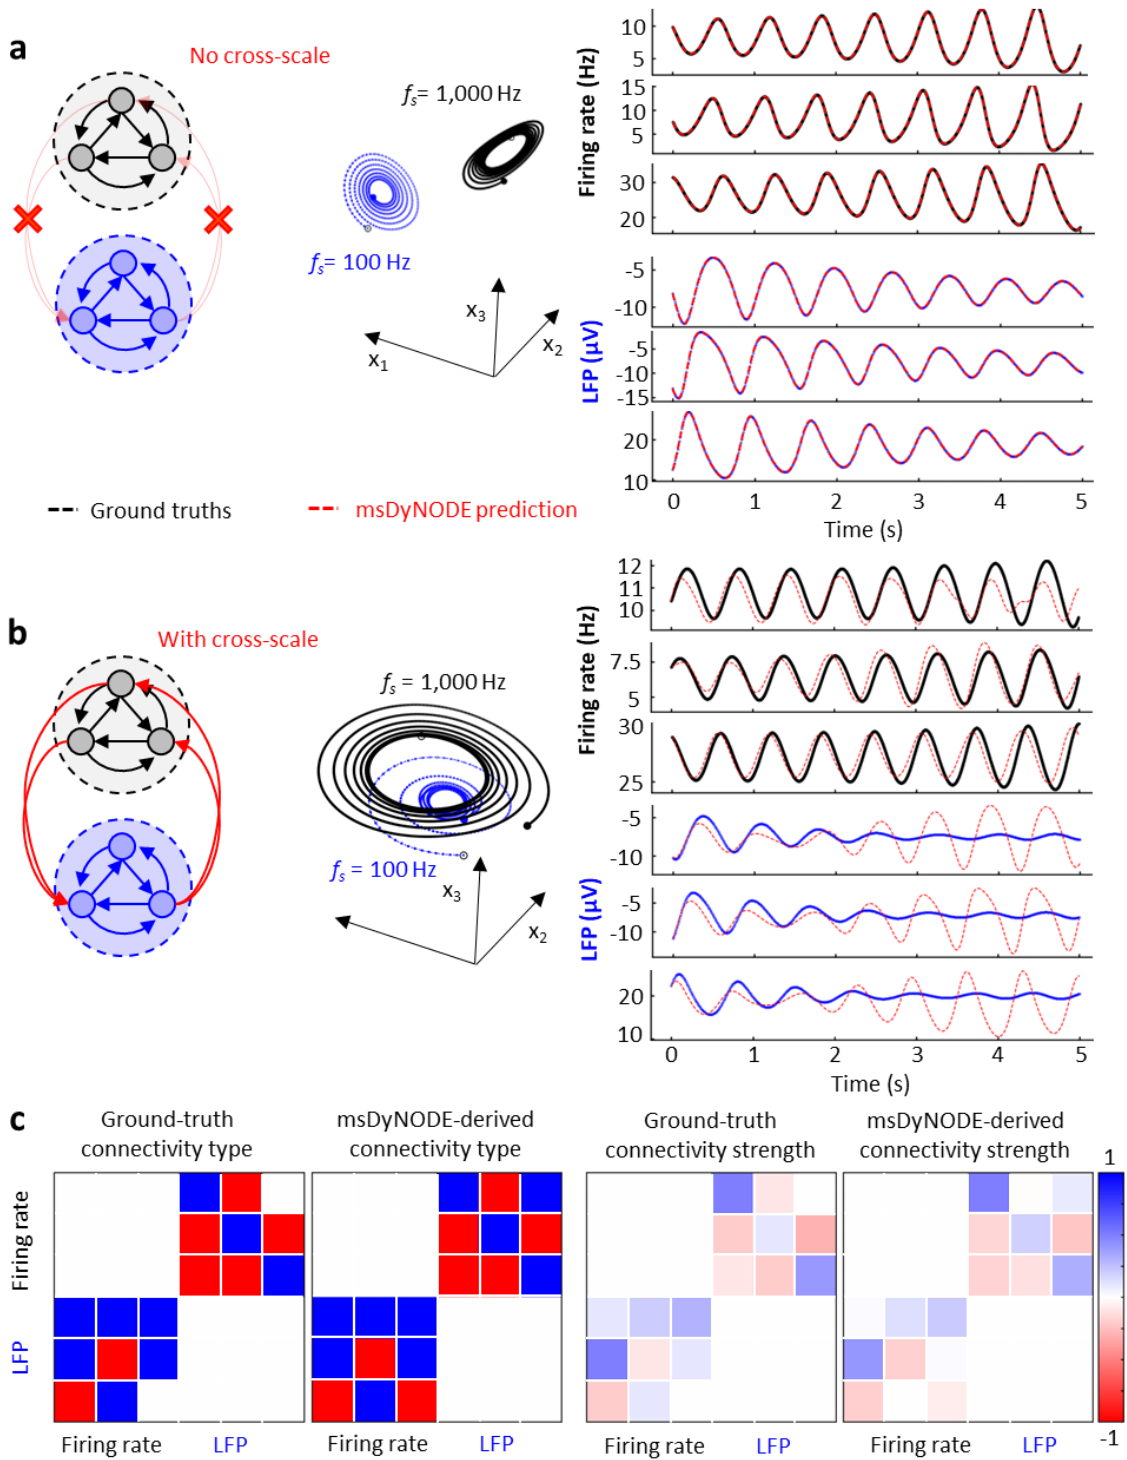 a
No cross-scale
fs= 1,000 Hz
fs= 100 Hz
x3
x2
x1
Firing rate (Hz)
10
5
15
10
5
30
20
LFP (µV)
-5
-10
-5
-10
-15
20
10
0 1 2 3 4 5
Time (s)
Ground truths
msDyNODE prediction
b
With cross-scale
fs= 1,000 Hz
fs = 100 Hz
x3
x2
Firing rate (Hz)
12
11
10
7.5
5
30
25
LFP (µV)
-5
-10
-5
-10
20
10
0 1 2 3 4 5
Time (s)
c
Ground-truth
connectivity type
msDyNODE-derived
connectivity type
Ground-truth
connectivity strength
msDyNODE-derived
connectivity strength
1
-1
Firing rate
LFP
Firing rate LFP
Firing rate LFP
Firing rate LFP
Firing rate LFP